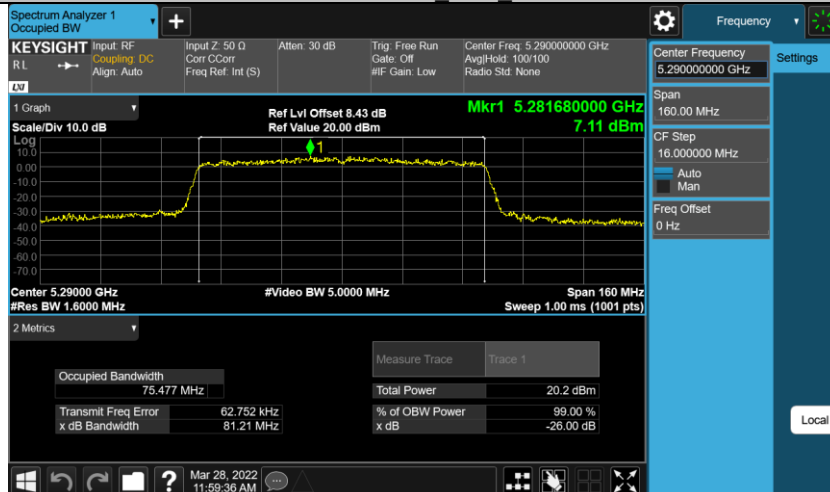 Spectrum Analyzer 1
Occupied BW
+
Frequency
KEYSIGHT
RL
LXI
Input: RF
Coupling: DC
Align: Auto
Input Z: 50 Ω
Corr CCorr
Freq Ref: Int (S)
Atten: 30 dB
Trig: Free Run
Gate: Off
#IF Gain: Low
Center Freq: 5.290000000 GHz
Avg|Hold: 100/100
Radio Std: None
Center Frequency
5.290000000 GHz
Settings
Span
160.00 MHz
CF Step
16.000000 MHz
Auto
Man
Freq Offset
0 Hz
1 Graph
Scale/Div 10.0 dB
Ref Lvl Offset 8.43 dB
Ref Value 20.00 dBm
Mkr1 5.281680000 GHz
7.11 dBm
Log
10.0
0.00
-10.0
-20.0
-30.0
-40.0
-50.0
-60.0
-70.0
1
Center 5.29000 GHz
#Res BW 1.6000 MHz
#Video BW 5.0000 MHz
Span 160 MHz
Sweep 1.00 ms (1001 pts)
2 Metrics
Measure Trace
Trace 1
Occupied Bandwidth
75.477 MHz
Total Power
20.2 dBm
Transmit Freq Error
62.752 kHz
% of OBW Power
99.00 %
x dB Bandwidth
81.21 MHz
x dB
-26.00 dB
Local
?
Mar 28, 2022
11:59:36 AM